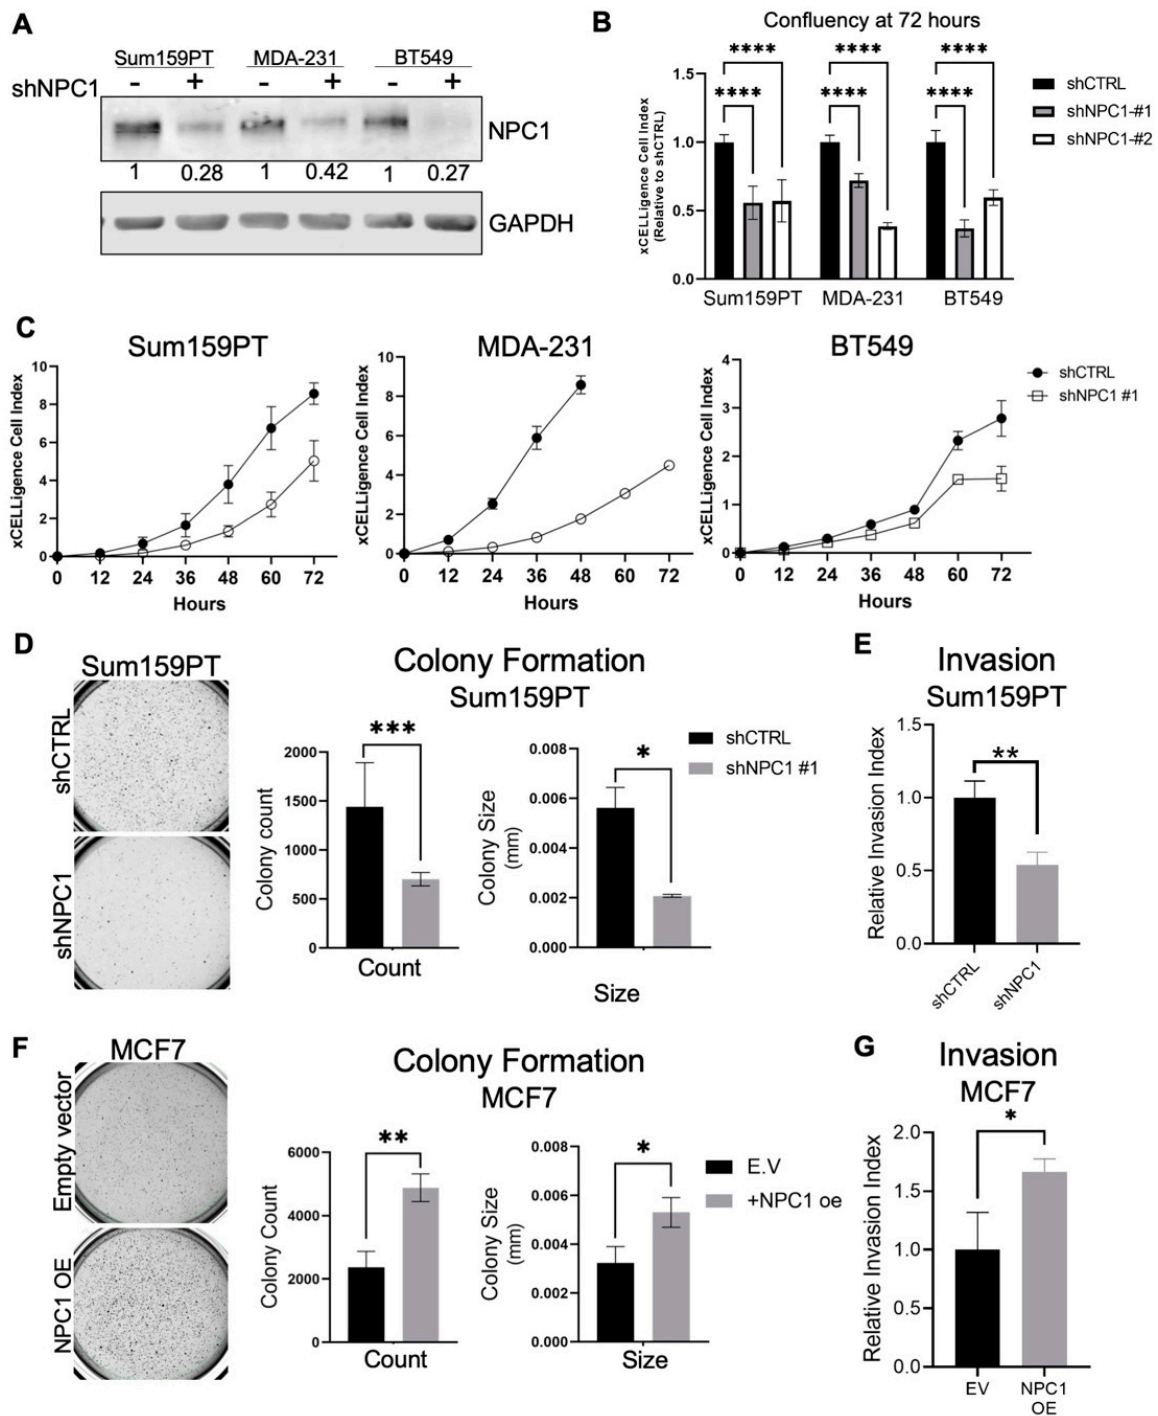 A
Sum159PT MDA-231 BT549
shNPC1 - + - + - +
NPC1
1 0.28 1 0.42 1 0.27
GAPDH
B
Confluency at 72 hours
**** **** ****
**** **** ****
xCELLigence Cell Index
(Relative to shCTRL)
1.5
1.0
0.5
0.0
Sum159PT MDA-231 BT549
shCTRL
shNPC1-#1
shNPC1-#2
C
Sum159PT
xCELLigence Cell Index
10
8
6
4
2
0
0 12 24 36 48 60 72
Hours
MDA-231
xCELLigence Cell Index
10
8
6
4
2
0
0 12 24 36 48 60 72
Hours
BT549
xCELLigence Cell Index
4
3
2
1
0
0 12 24 36 48 60 72
Hours
shCTRL
shNPC1 #1
D
Sum159PT
shCTRL
shNPC1
Colony Formation
Sum159PT
***
Colony count
2000
1500
1000
500
0
Count
*
Colony Size
(mm)
0.008
0.006
0.004
0.002
0.000
Size
shCTRL
shNPC1 #1
E
Invasion
Sum159PT
**
Relative Invasion Index
1.5
1.0
0.5
0.0
shCTRL shNPC1
F
MCF7
Empty vector
NPC1 OE
Colony Formation
MCF7
**
Colony Count
6000
4000
2000
0
Count
*
Colony Size
(mm)
0.008
0.006
0.004
0.002
0.000
Size
E.V
+NPC1 oe
G
Invasion
MCF7
*
Relative Invasion Index
2.0
1.5
1.0
0.5
0.0
EV NPC1
OE